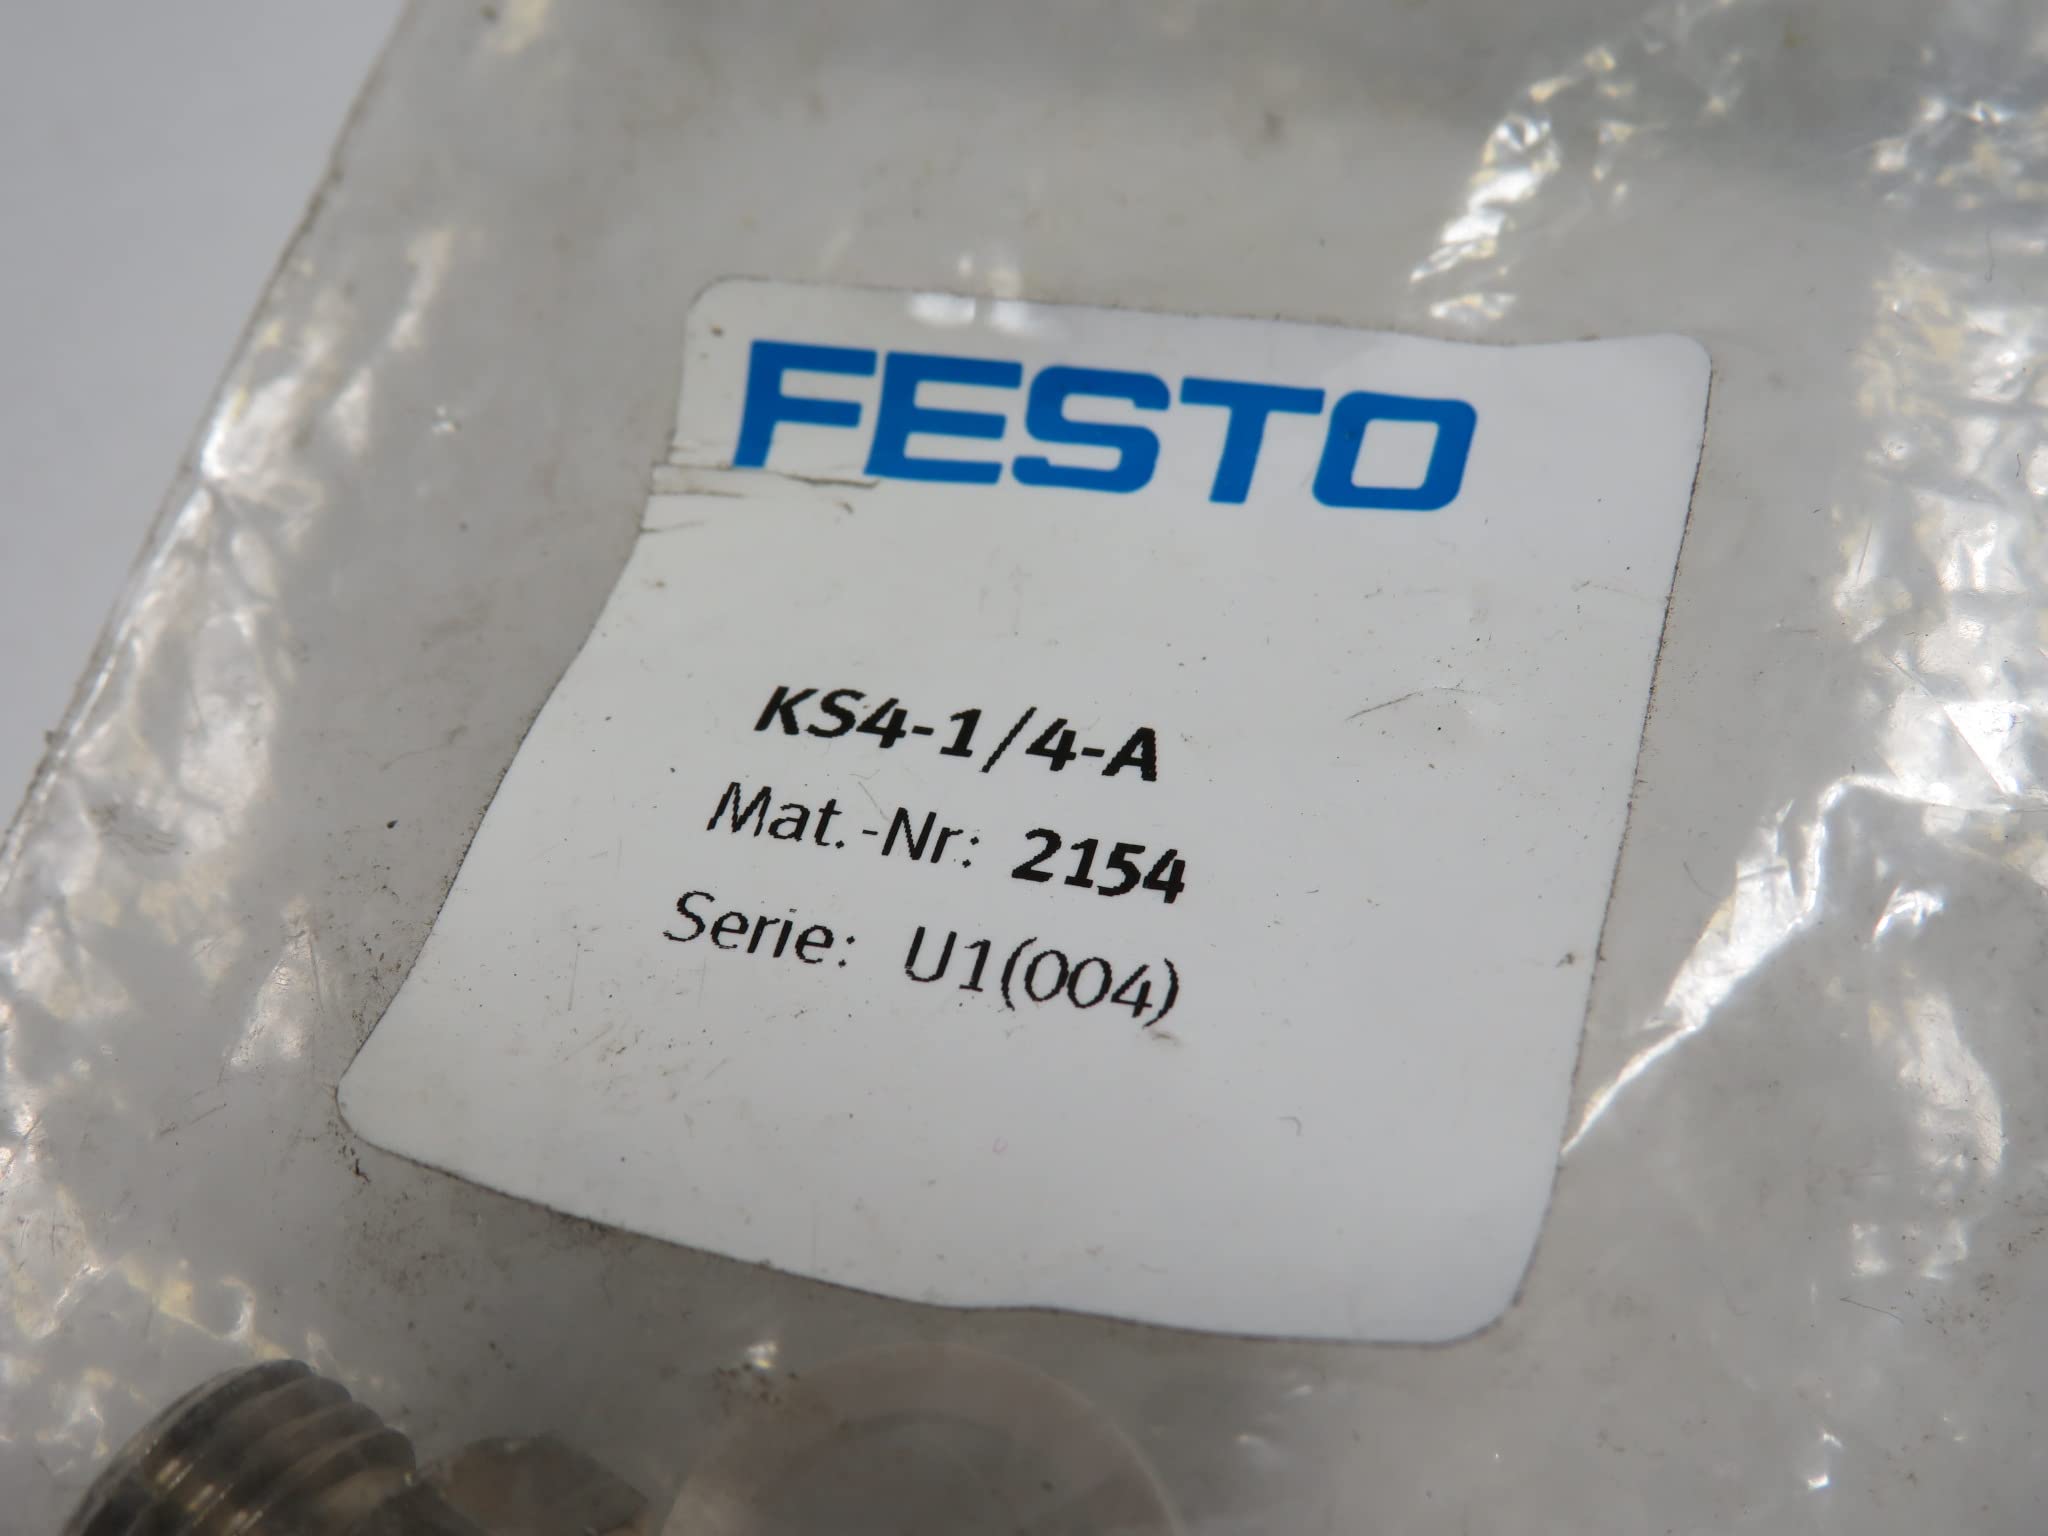 FESTO
KS4-1/4-A
Mat.-Nr: 2154
Serie: U1(004)